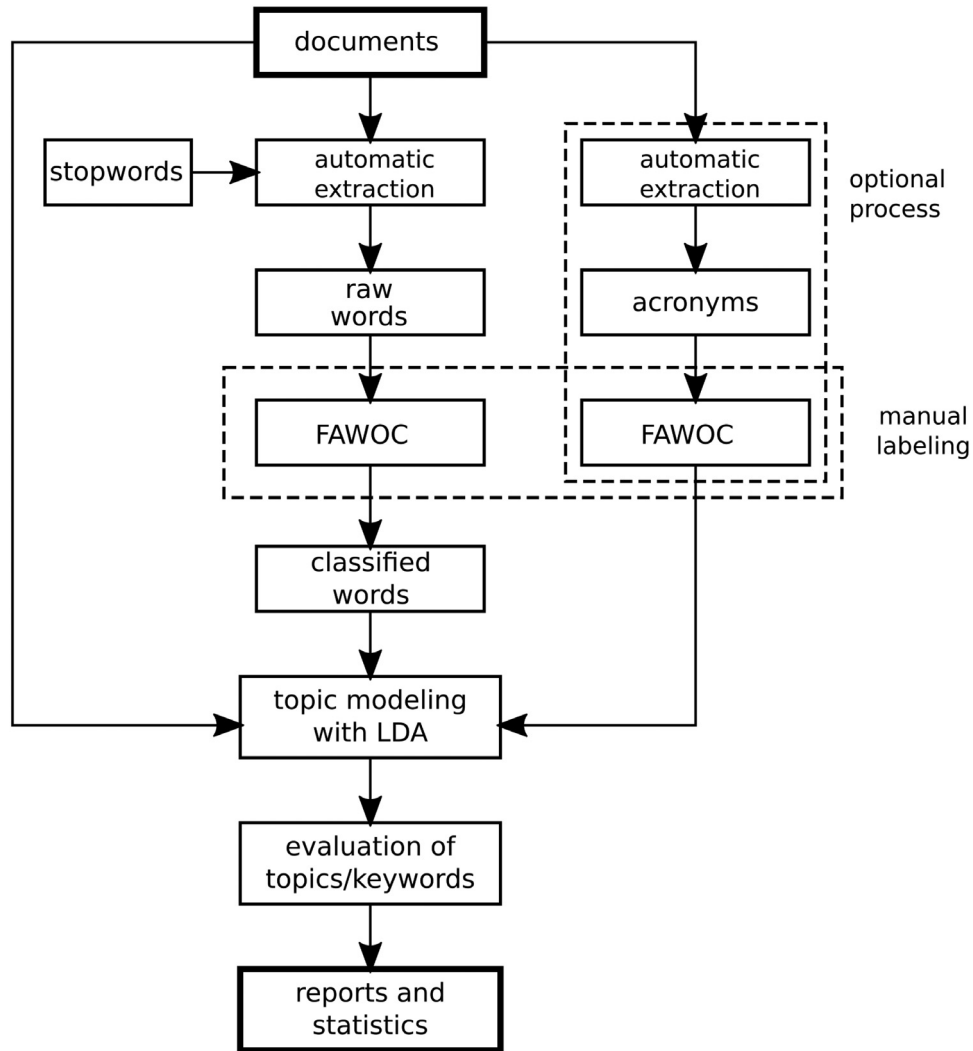 documents
stopwords
automatic
extraction
automatic
extraction
optional
process
raw
words
acronyms
FAWOC
FAWOC
manual
labeling
classified
words
topic modeling
with LDA
evaluation of
topics/keywords
reports and
statistics